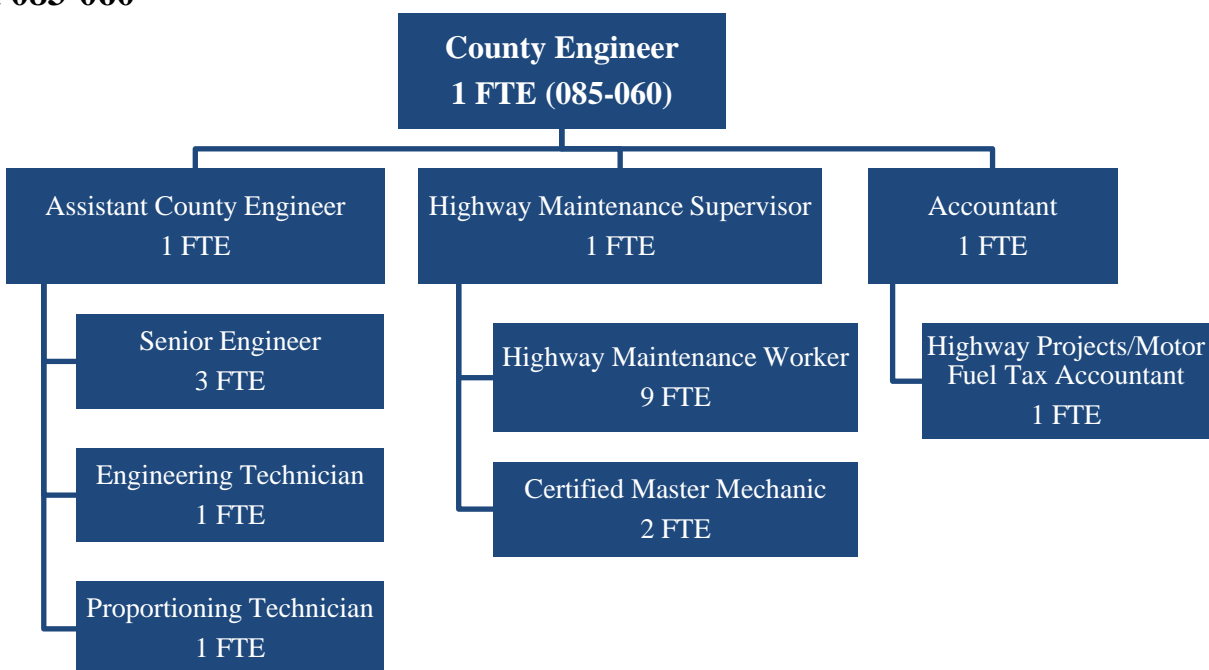 085-060
County Engineer
1 FTE (085-060)
Assistant County Engineer
1 FTE
Highway Maintenance Supervisor
1 FTE
Accountant
1 FTE
Senior Engineer
3 FTE
Engineering Technician
1 FTE
Proportioning Technician
1 FTE
Highway Maintenance Worker
9 FTE
Certified Master Mechanic
2 FTE
Highway Projects/Motor
Fuel Tax Accountant
1 FTE